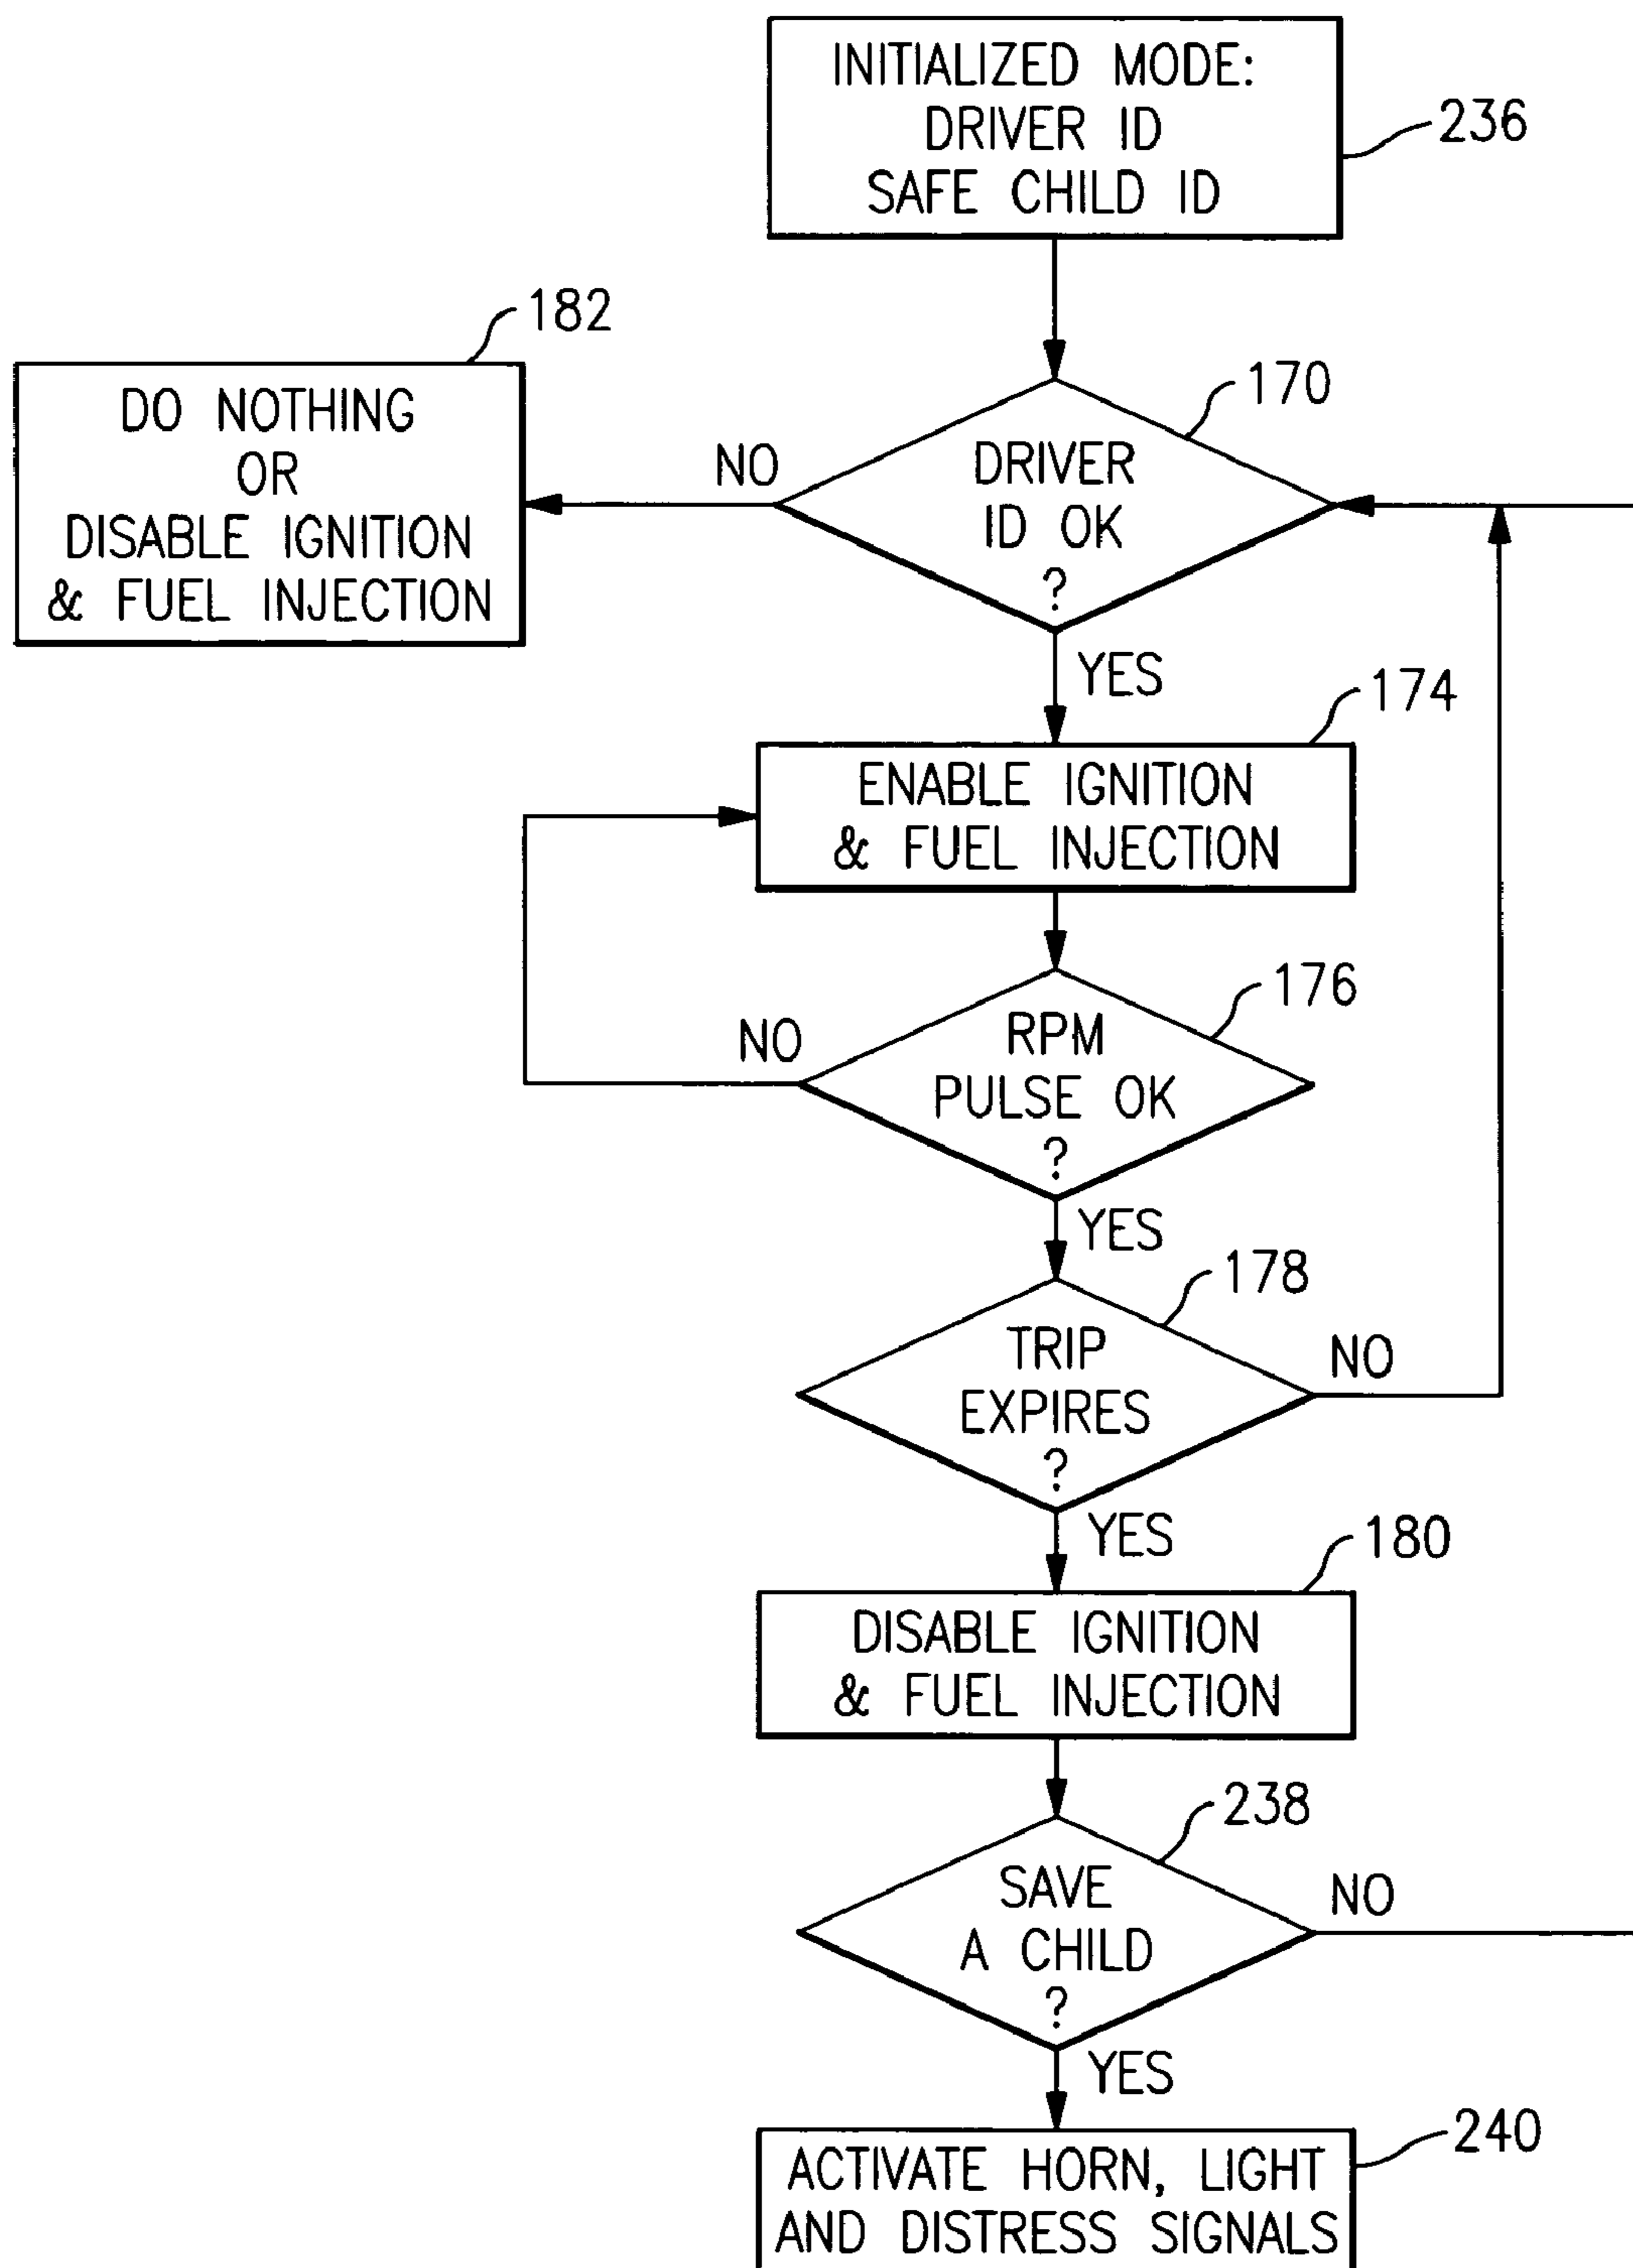 INITIALIZED MODE:
DRIVER ID
SAFE CHILD ID
236
182
DO NOTHING
OR
DISABLE IGNITION
& FUEL INJECTION
170
NO
DRIVER
ID OK
?
YES
174
ENABLE IGNITION
& FUEL INJECTION
176
NO
RPM
PULSE OK
?
YES
178
TRIP
EXPIRES
?
NO
YES
180
DISABLE IGNITION
& FUEL INJECTION
238
SAVE
A CHILD
?
NO
YES
240
ACTIVATE HORN, LIGHT
AND DISTRESS SIGNALS